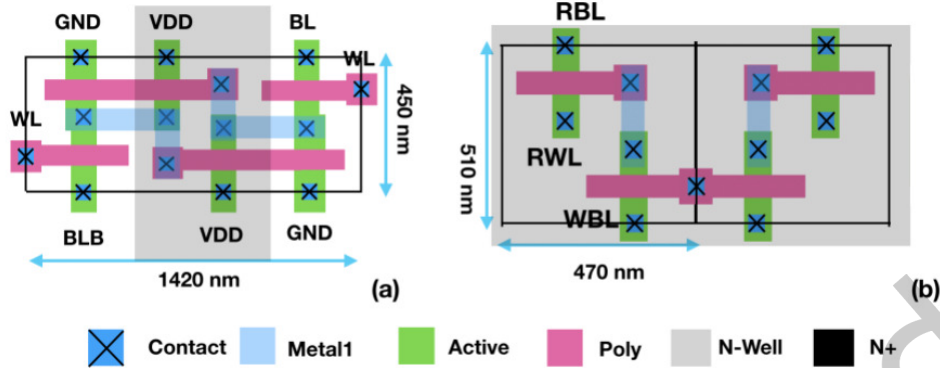 GND VDD BL
WL
WL
450 nm
BLB VDD GND
1420 nm
(a)
RBL
510 nm
RWL
WBL
470 nm
(b)
Contact Metal1 Active Poly N-Well N+